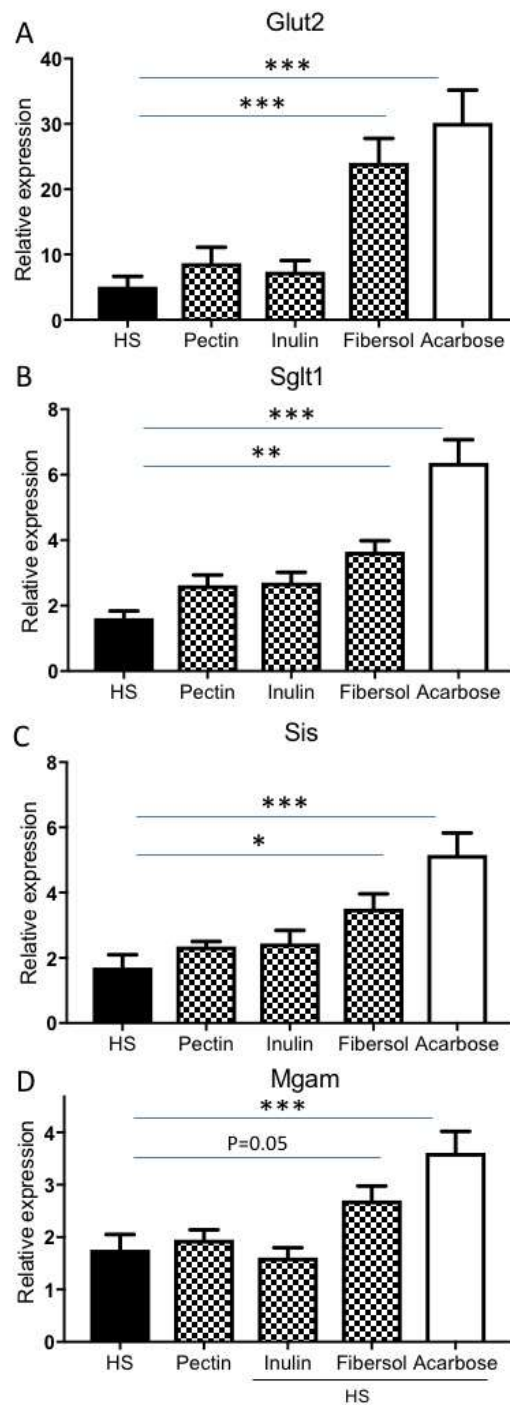 A
Glut2
Relative expression
40
30
20
10
0
***
***
HS Pectin Inulin Fibersol Acarbose
B
Sglt1
Relative expression
8
6
4
2
0
***
**
HS Pectin Inulin Fibersol Acarbose
C
Sis
Relative expression
8
6
4
2
0
***
*
HS Pectin Inulin Fibersol Acarbose
D
Mgam
Relative expression
4
3
2
1
0
***
P=0.05
HS Pectin Inulin Fibersol Acarbose
HS